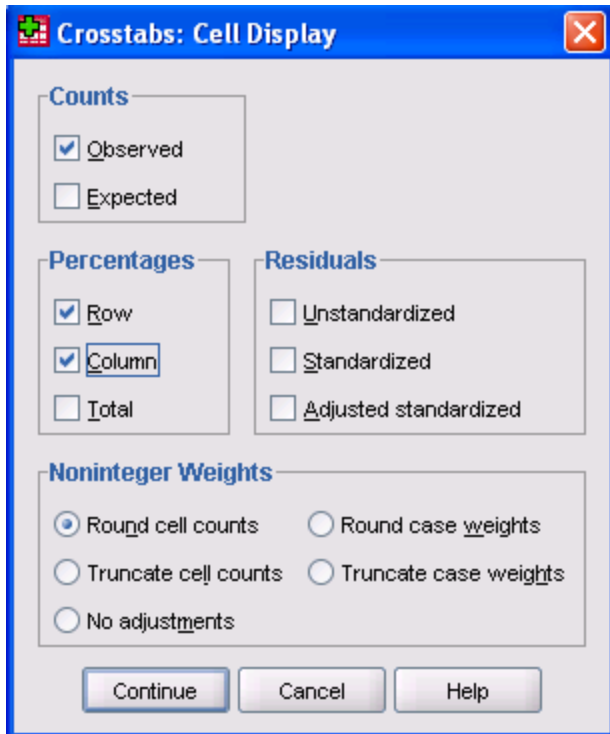 Crosstabs: Cell Display
Counts
Observed
Expected
Percentages
Row
Column
Total
Residuals
Unstandardized
Standardized
Adjusted standardized
Noninteger Weights
Round cell counts
Round case weights
Truncate cell counts
Truncate case weights
No adjustments
Continue
Cancel
Help